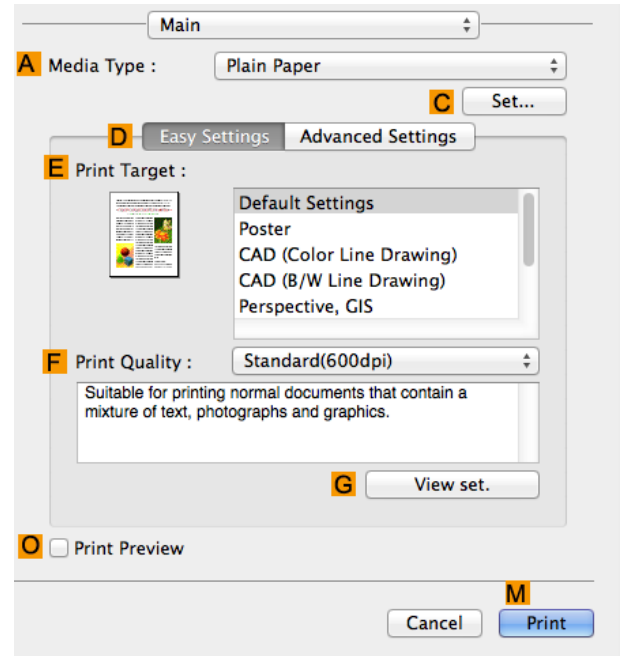 Main
A Media Type : Plain Paper
C Set...
D Easy Settings Advanced Settings
E Print Target :
Default Settings
Poster
CAD (Color Line Drawing)
CAD (B/W Line Drawing)
Perspective, GIS
F Print Quality : Standard(600dpi)
Suitable for printing normal documents that contain a
mixture of text, photographs and graphics.
G View set.
O Print Preview
M
Cancel Print